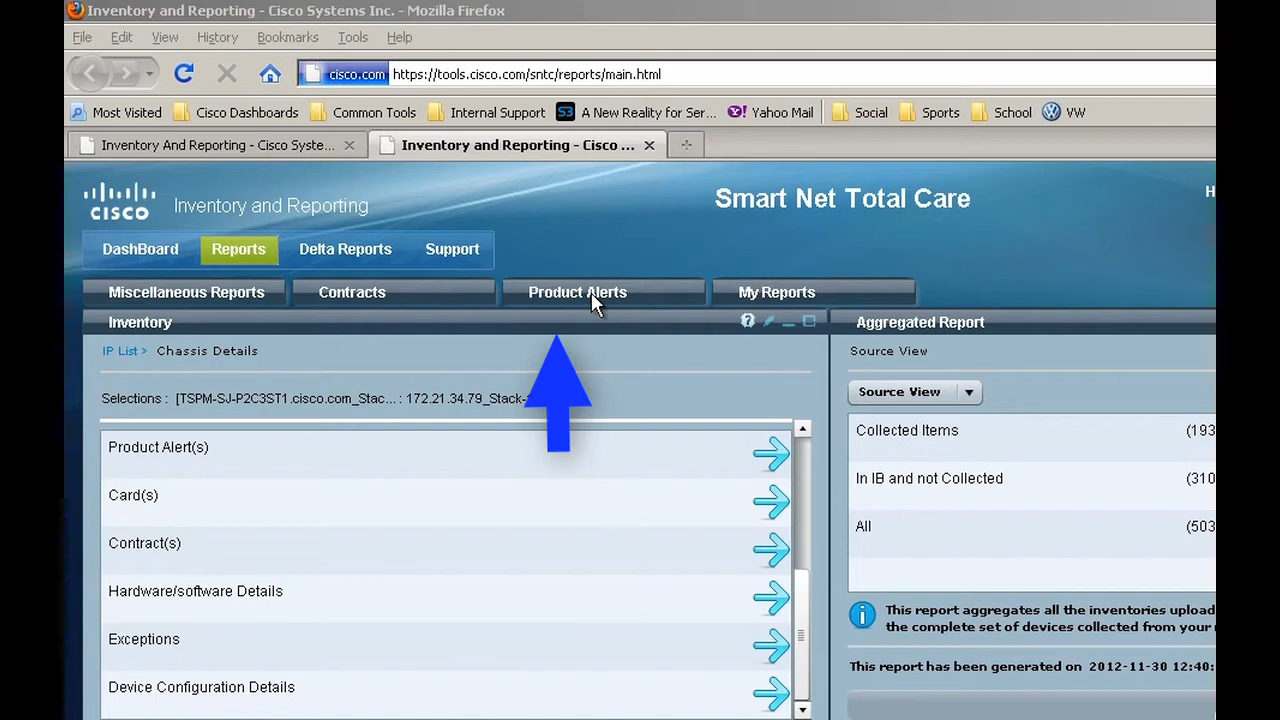 Inventory and Reporting - Cisco Systems Inc. - Mozilla Firefox
File Edit View History Bookmarks Tools Help
cisco.com https://tools.cisco.com/sntc/reports/main.html
Most Visited Cisco Dashboards Common Tools Internal Support A New Reality for Ser... Yahoo Mail Social Sports School VW
Inventory And Reporting - Cisco Syste... Inventory and Reporting - Cisco ...
CISCO Inventory and Reporting Smart Net Total Care
DashBoard Reports Delta Reports Support
Miscellaneous Reports Contracts Product Alerts My Reports
Inventory Aggregated Report
IP List > Chassis Details Source View
Selections : [TSPM-SJ-P2C3ST1.cisco.com_Stac... : 172.21.34.79_Stack- Source View
Collected Items (193
Product Alert(s)
In IB and not Collected (310
Card(s)
All (503
Contract(s)
Hardware/software Details
This report aggregates all the inventories upload
the complete set of devices collected from your
Exceptions
This report has been generated on 2012-11-30 12:40:
Device Configuration Details